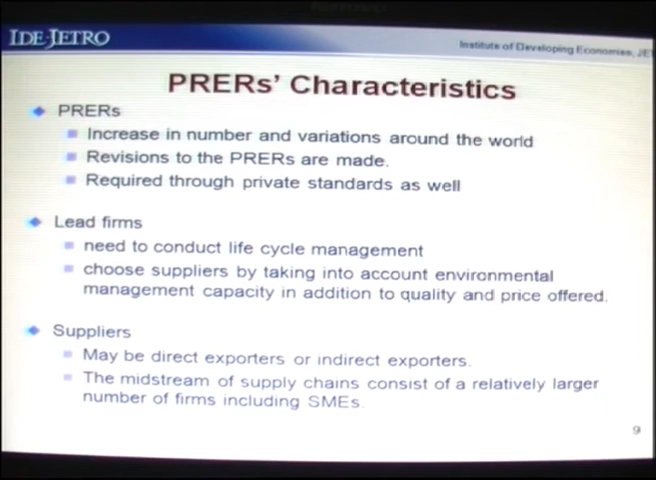 IDE-JETRO
Institute of Developing Economies, JE
PRERs' Characteristics
PRERs
Increase in number and variations around the world
Revisions to the PRERs are made.
Required through private standards as well
Lead firms
need to conduct life cycle management
choose suppliers by taking into account environmental
management capacity in addition to quality and price offered.
Suppliers
May be direct exporters or indirect exporters.
The midstream of supply chains consist of a relatively larger
number of firms including SMEs.
9